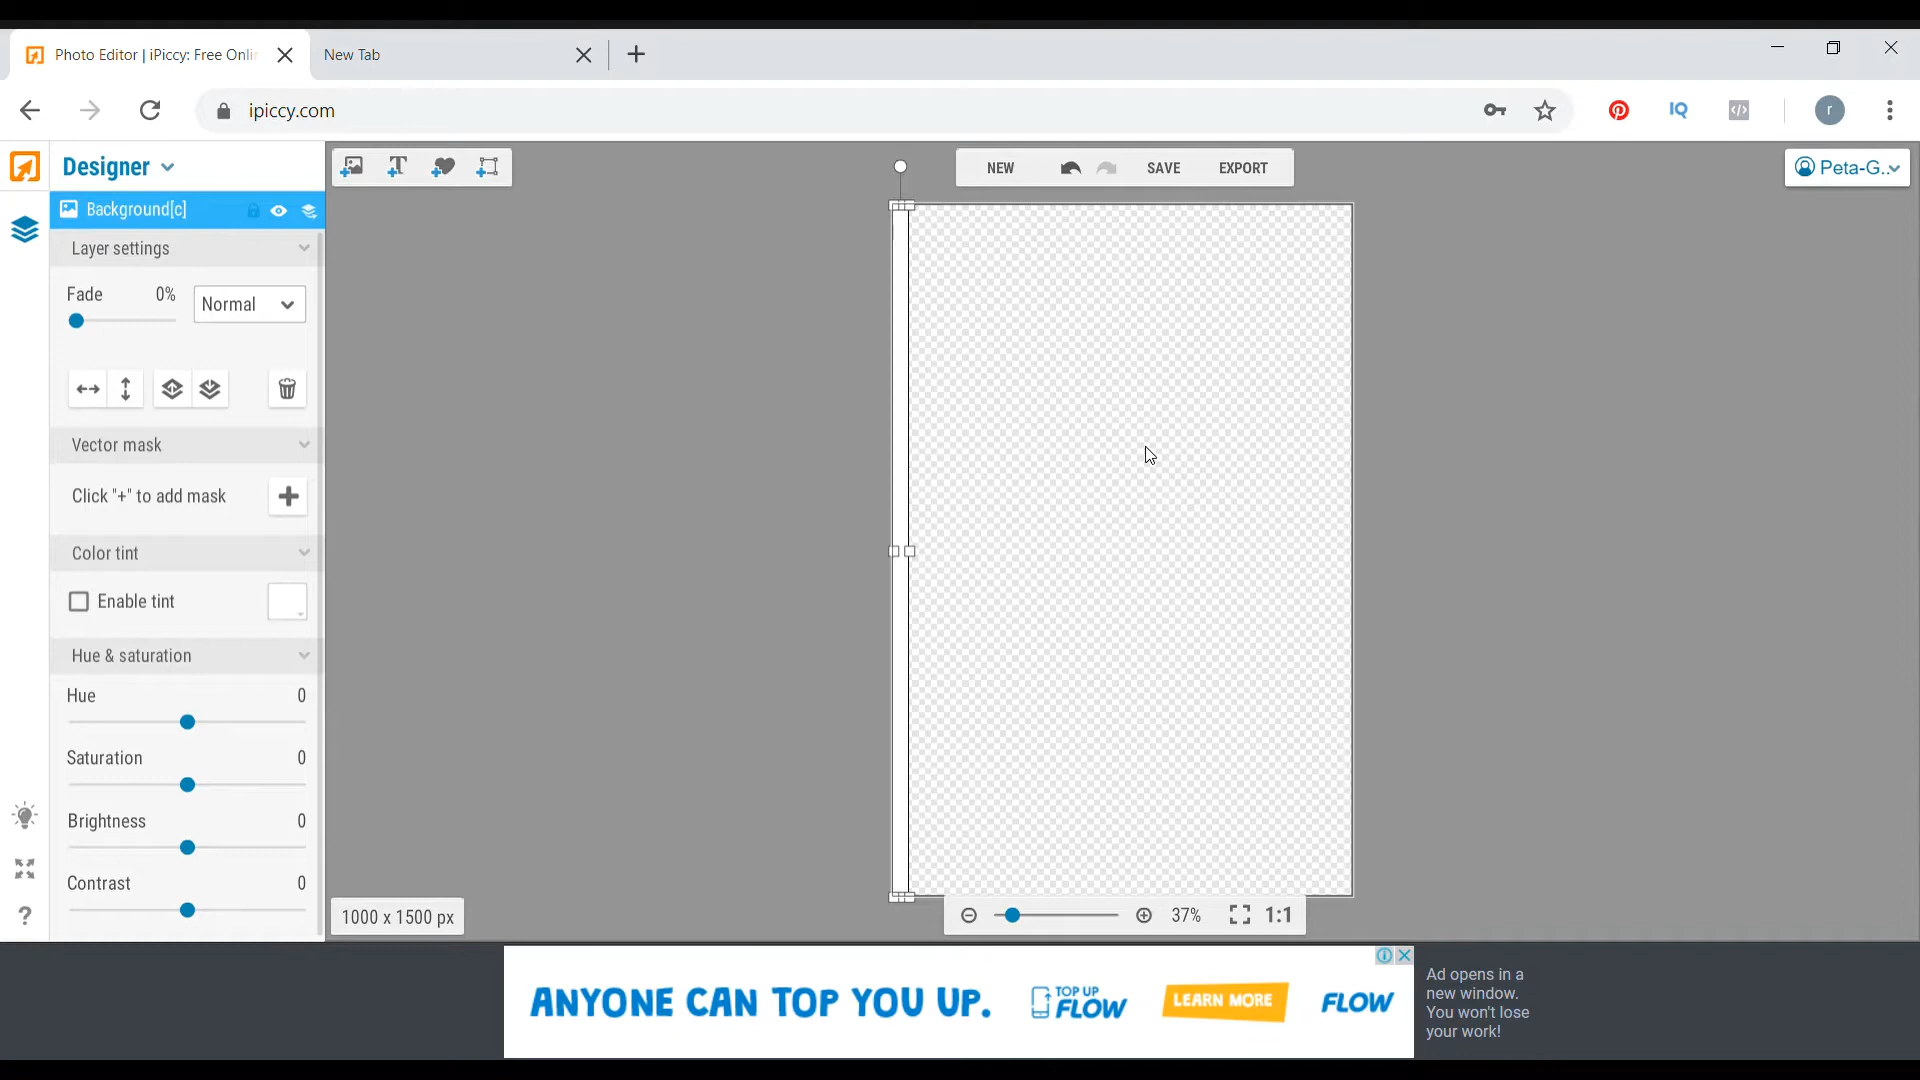 Photo Editor | iPiccy: Free Onli
New Tab
ipiccy.com
IQ
r
Designer
NEW
SAVE
EXPORT
Peta-G..
Background[c]
Layer settings
Fade 0%
Normal
Vector mask
Click "+" to add mask
Color tint
Enable tint
Hue & saturation
Hue 0
Saturation 0
Brightness 0
Contrast 0
1000 x 1500 px
37%
1:1
ANYONE CAN TOP YOU UP.
TOP UP
FLOW
LEARN MORE
FLOW
Ad opens in a
new window.
You won't lose
your work!